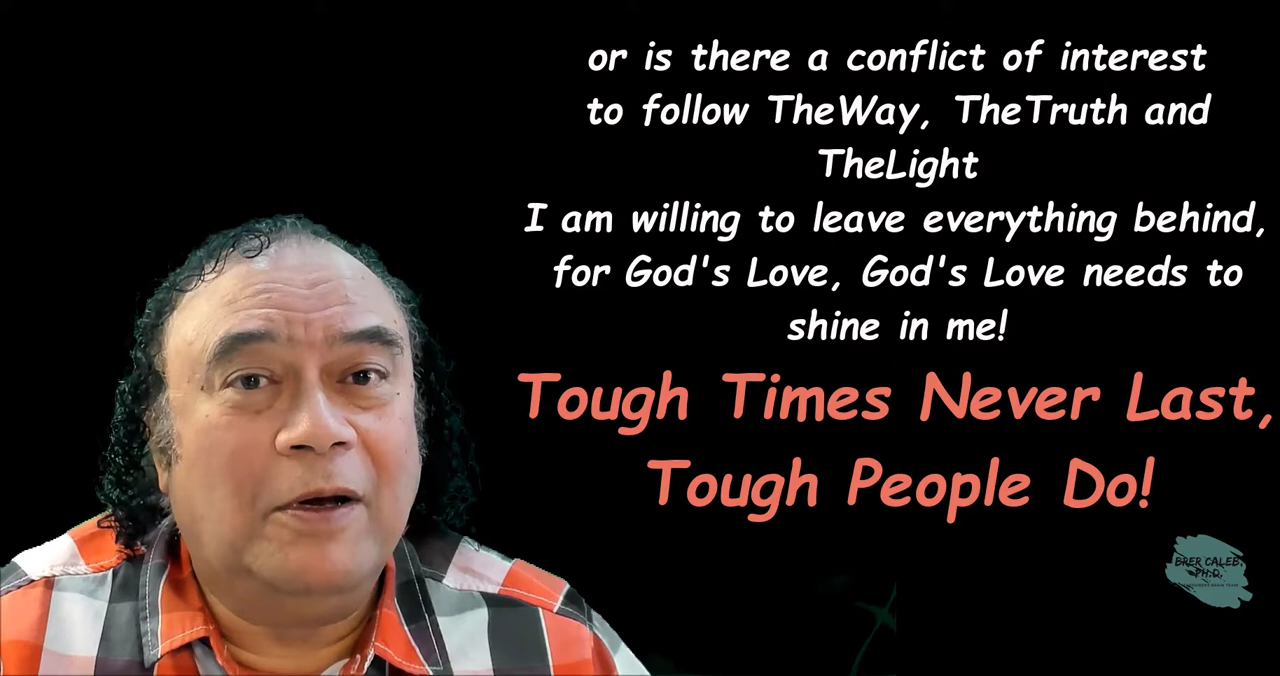 or is there a conflict of interest
to follow TheWay, TheTruth and
TheLight
I am willing to leave everything behind,
for God's Love, God's Love needs to
shine in me!
Tough Times Never Last,
Tough People Do!
BRER CALEB,
PH.D.